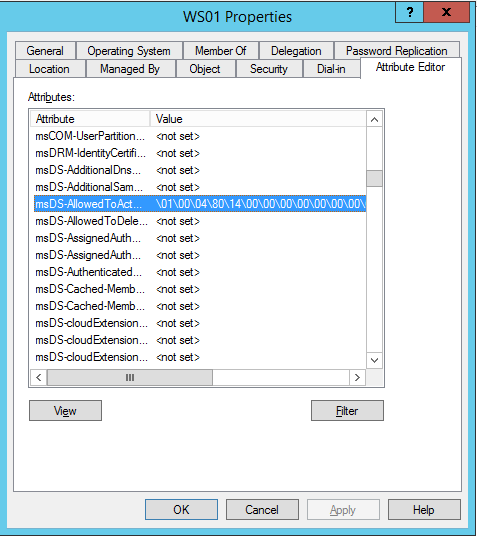 WS01 Properties
? x
General Operating System Member Of Delegation Password Replication
Location Managed By Object Security Dial-in Attribute Editor
Attributes:
Attribute Value
msCOM-UserPartition... <not set>
msDRM-IdentityCertifi... <not set>
msDS-AdditionalDns... <not set>
msDS-AdditionalSam... <not set>
msDS-AllowedToAct... \01\00\04\80\14\00\00\00\00\00\00\00\
msDS-AllowedToDele... <not set>
msDS-AssignedAuth... <not set>
msDS-AssignedAuth... <not set>
msDS-Authenticated... <not set>
msDS-Cached-Memb... <not set>
msDS-Cached-Memb... <not set>
msDS-cloudExtension... <not set>
msDS-cloudExtension... <not set>
msDS-cloudExtension... <not set>
View Filter
OK Cancel Apply Help